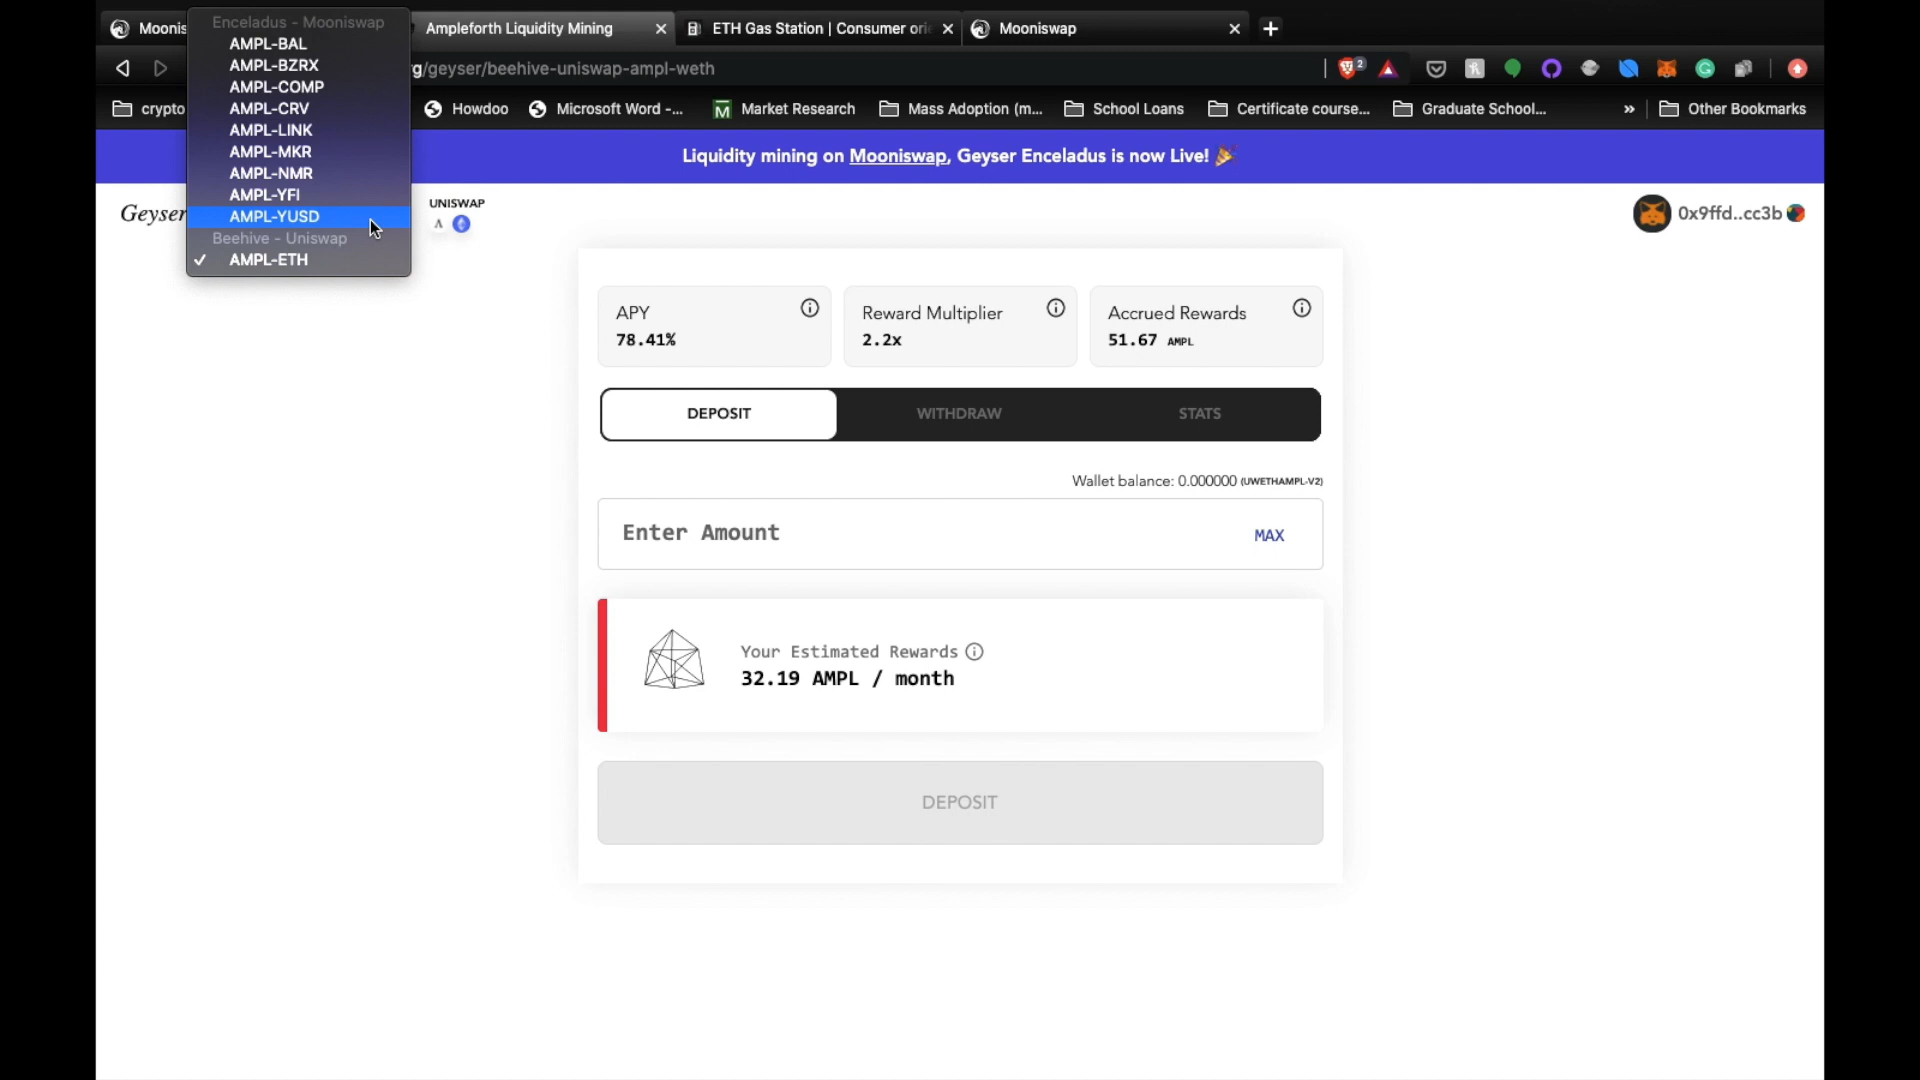 Moonis
Ampleforth Liquidity Mining
ETH Gas Station | Consumer orie
Mooniswap
g/geyser/beehive-uniswap-ampl-weth
2
crypto
Howdoo
Microsoft Word -...
Market Research
Mass Adoption (m...
School Loans
Certificate course...
Graduate School...
»
Other Bookmarks
Enceladus - Mooniswap
AMPL-BAL
AMPL-BZRX
AMPL-COMP
AMPL-CRV
AMPL-LINK
AMPL-MKR
AMPL-NMR
AMPL-YFI
AMPL-YUSD
Beehive - Uniswap
✓ AMPL-ETH
Liquidity mining on Mooniswap, Geyser Enceladus is now Live! 🎉
Geyser
UNISWAP
0x9ffd..cc3b
APY
78.41%
Reward Multiplier
2.2x
Accrued Rewards
51.67 AMPL
DEPOSIT
WITHDRAW
STATS
Wallet balance: 0.000000 (UWETHAMPL-V2)
Enter Amount
MAX
Your Estimated Rewards
32.19 AMPL / month
DEPOSIT